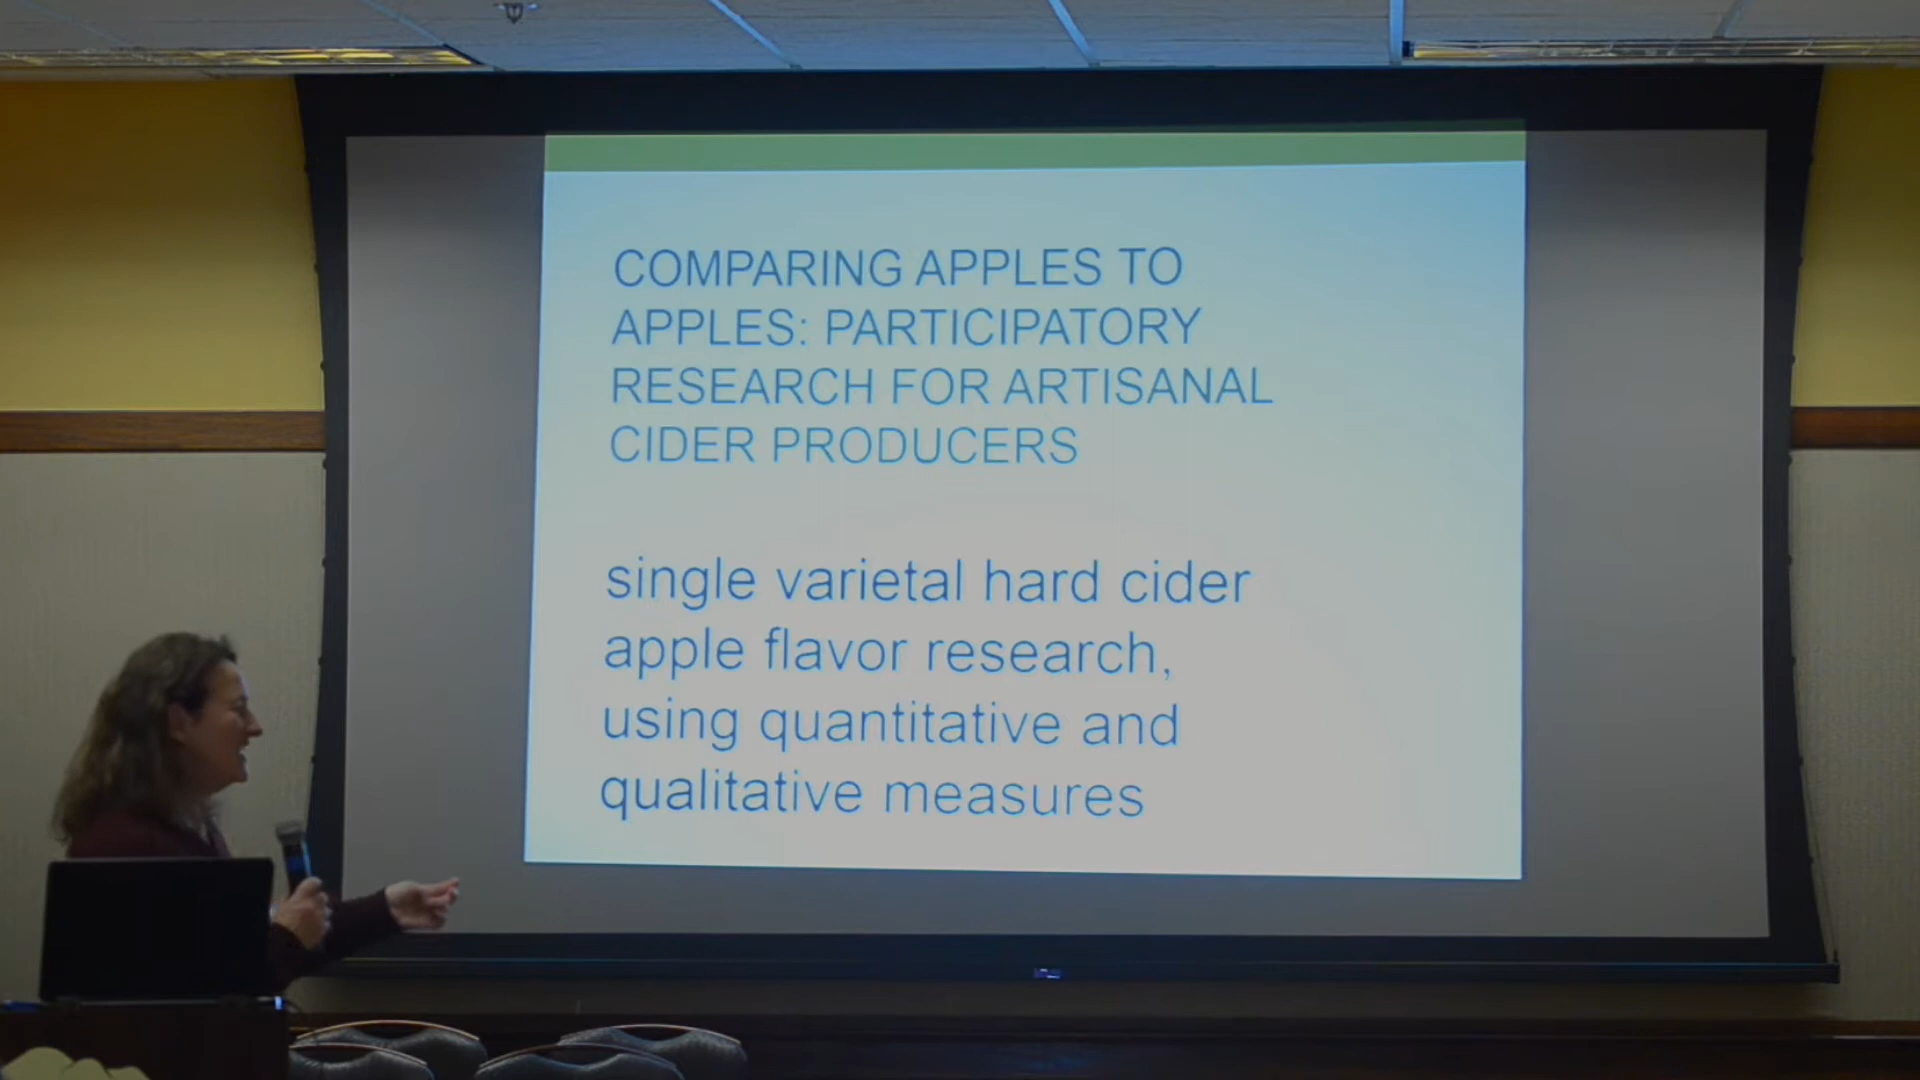 COMPARING APPLES TO
APPLES: PARTICIPATORY
RESEARCH FOR ARTISANAL
CIDER PRODUCERS
single varietal hard cider
apple flavor research,
using quantitative and
qualitative measures